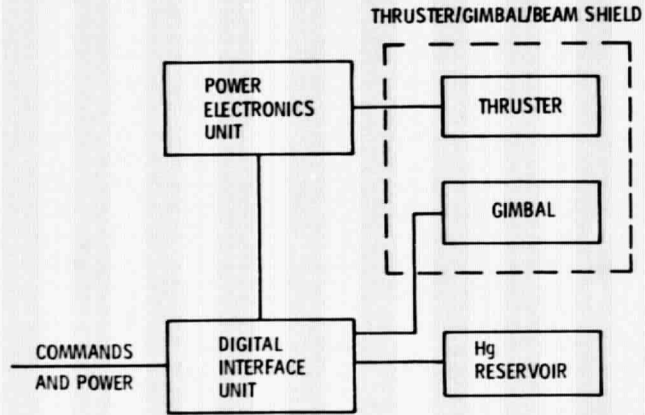 THRUSTER/GIMBAL/BEAM SHIELD
POWER
ELECTRONICS
UNIT
THRUSTER
GIMBAL
COMMANDS
AND POWER
DIGITAL
INTERFACE
UNIT
Hg
RESERVOIR